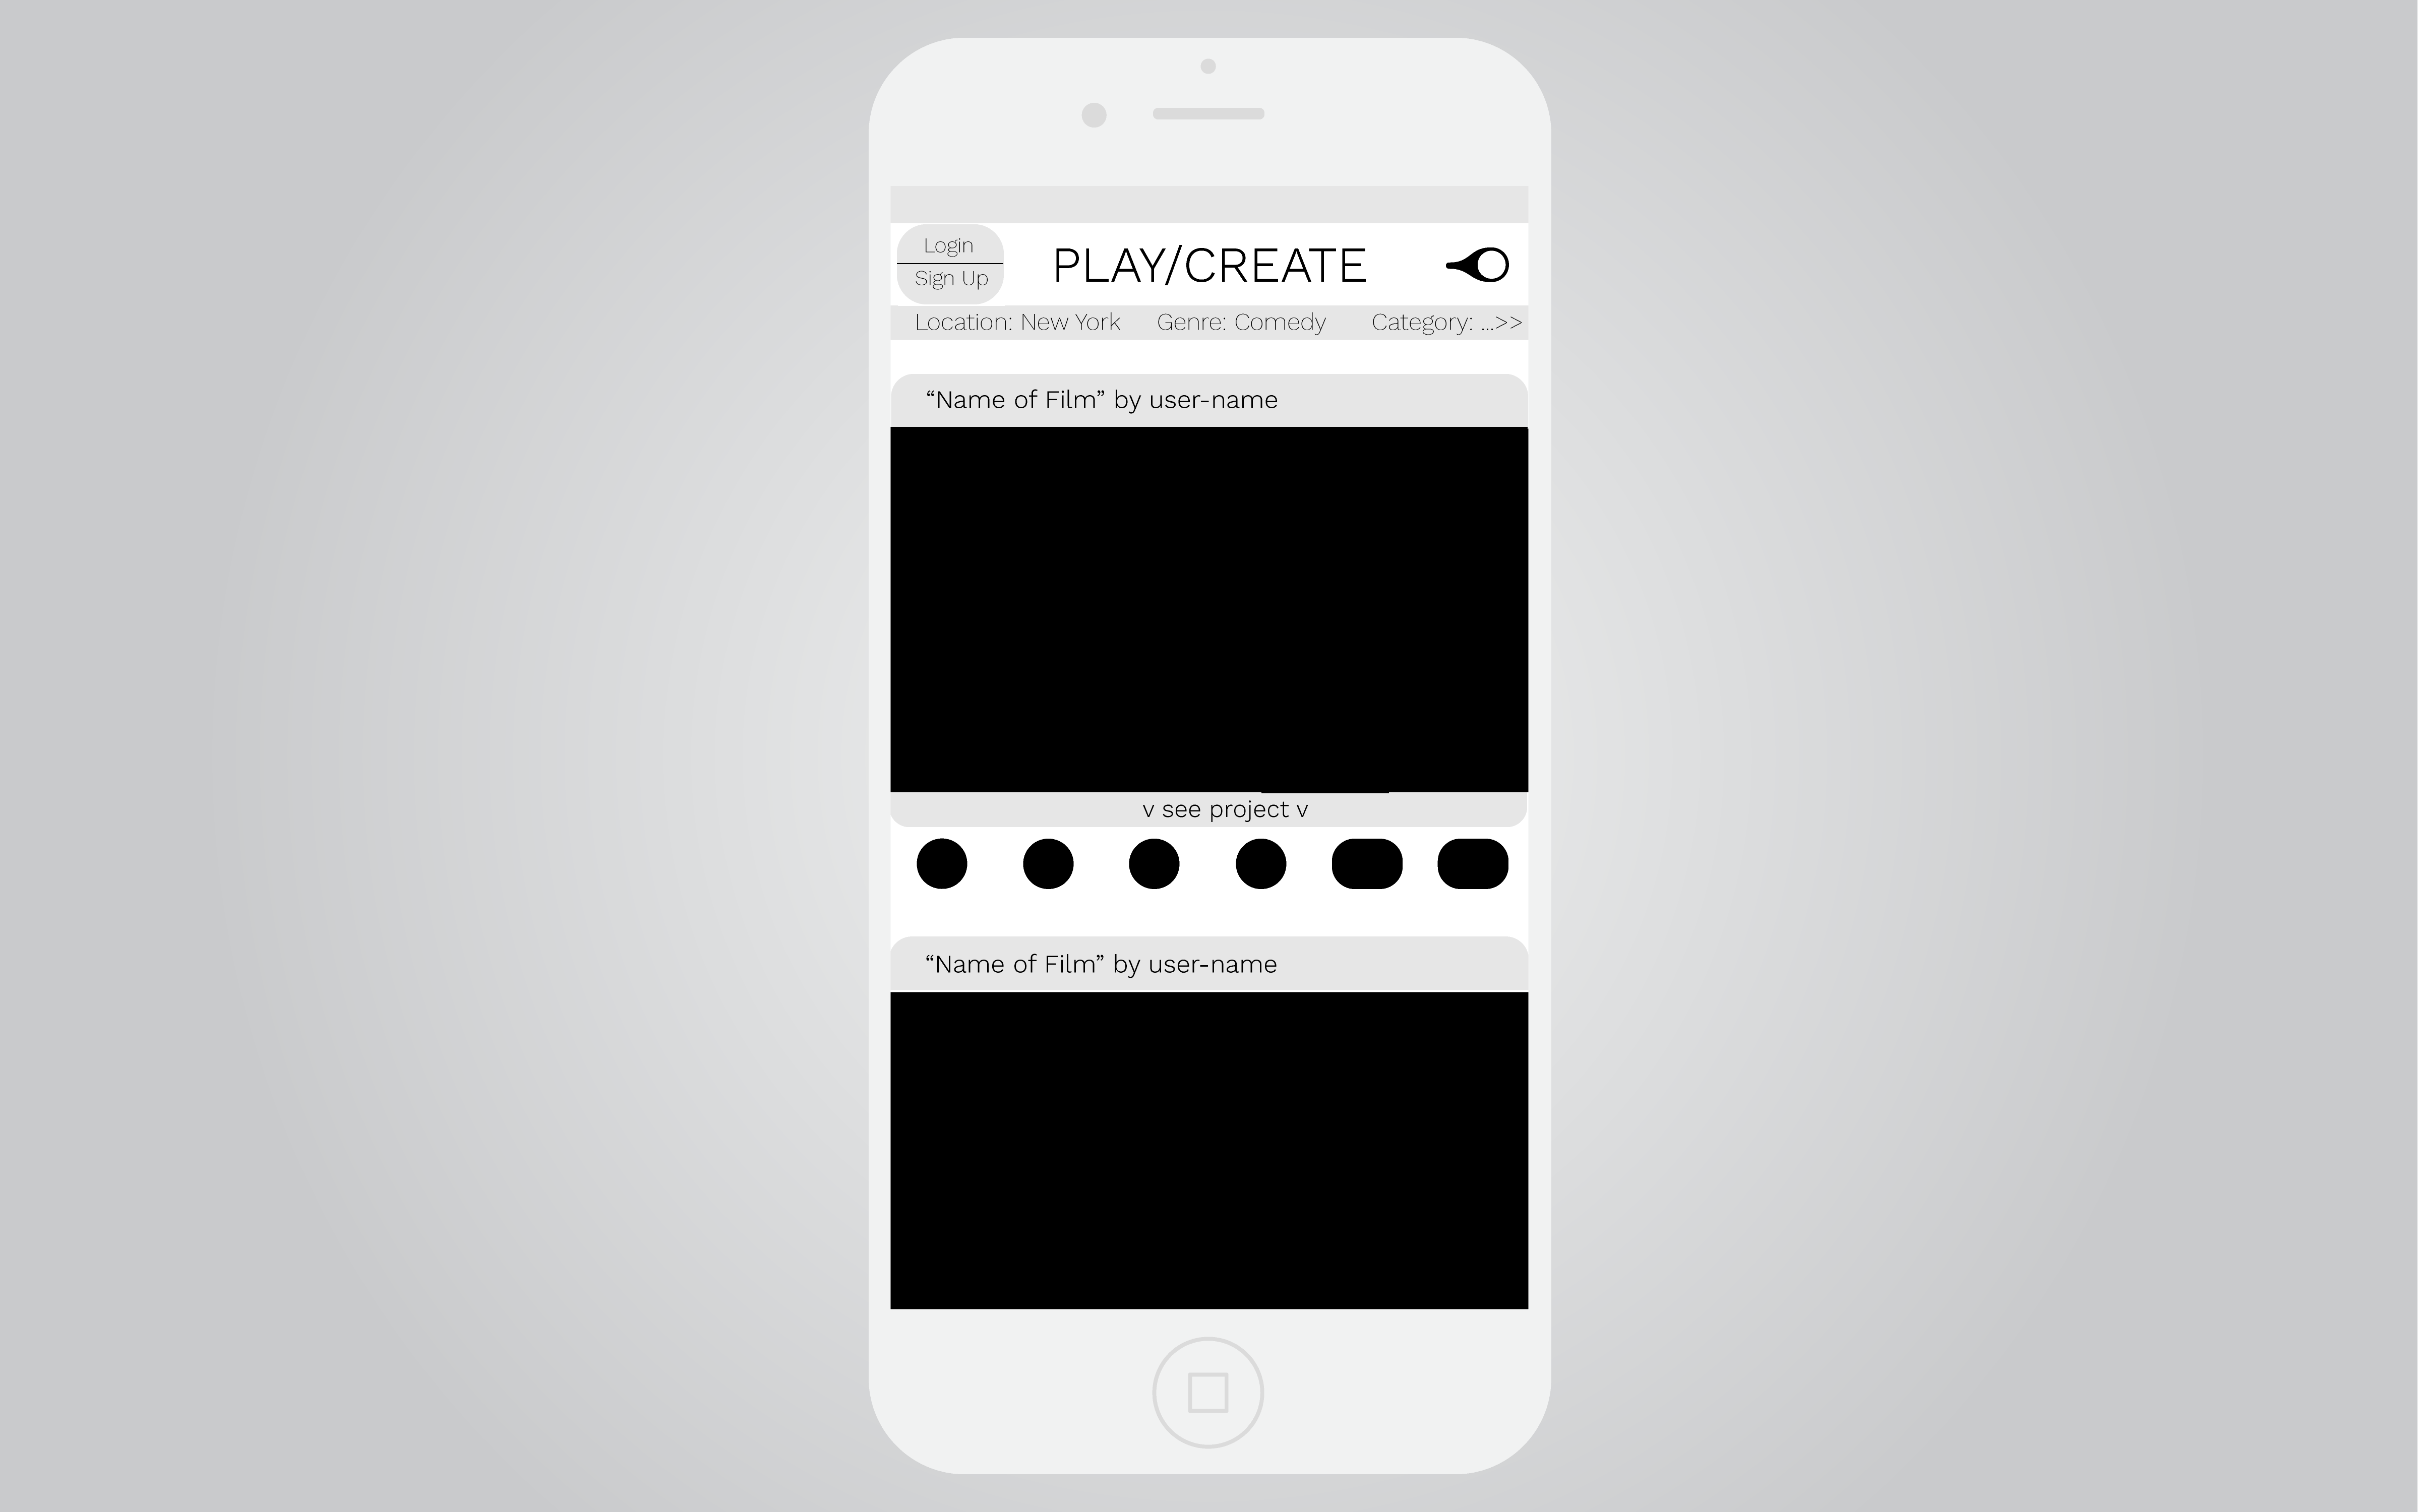 Login
PLAY/CREATE
Sign Up
Location: New York Genre: Comedy Category: ...>>
“Name of Film” by user-name
v see project v
“Name of Film” by user-name